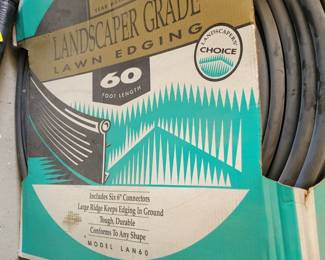 LANDSCAPER GRADE
LAWN EDGING
60
FOOT LENGTH
LANDSCAPERS'
CHOICE
Includes Six 6" Connectors
Large Ridge Keeps Edging in Ground
Tough, Durable
Conforms To Any Shape
MODEL LAN60